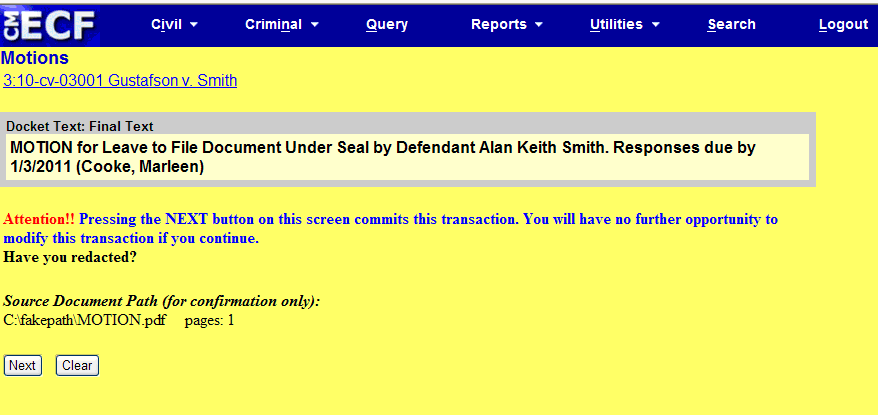 CM ECF Civil Criminal Query Reports Utilities Search Logout
Motions
3:10-cv-03001 Gustafson v. Smith
Docket Text: Final Text
MOTION for Leave to File Document Under Seal by Defendant Alan Keith Smith. Responses due by
1/3/2011 (Cooke, Marleen)
Attention!! Pressing the NEXT button on this screen commits this transaction. You will have no further opportunity to
modify this transaction if you continue.
Have you redacted?
Source Document Path (for confirmation only):
C:\fakepath\MOTION.pdf pages: 1
Next Clear